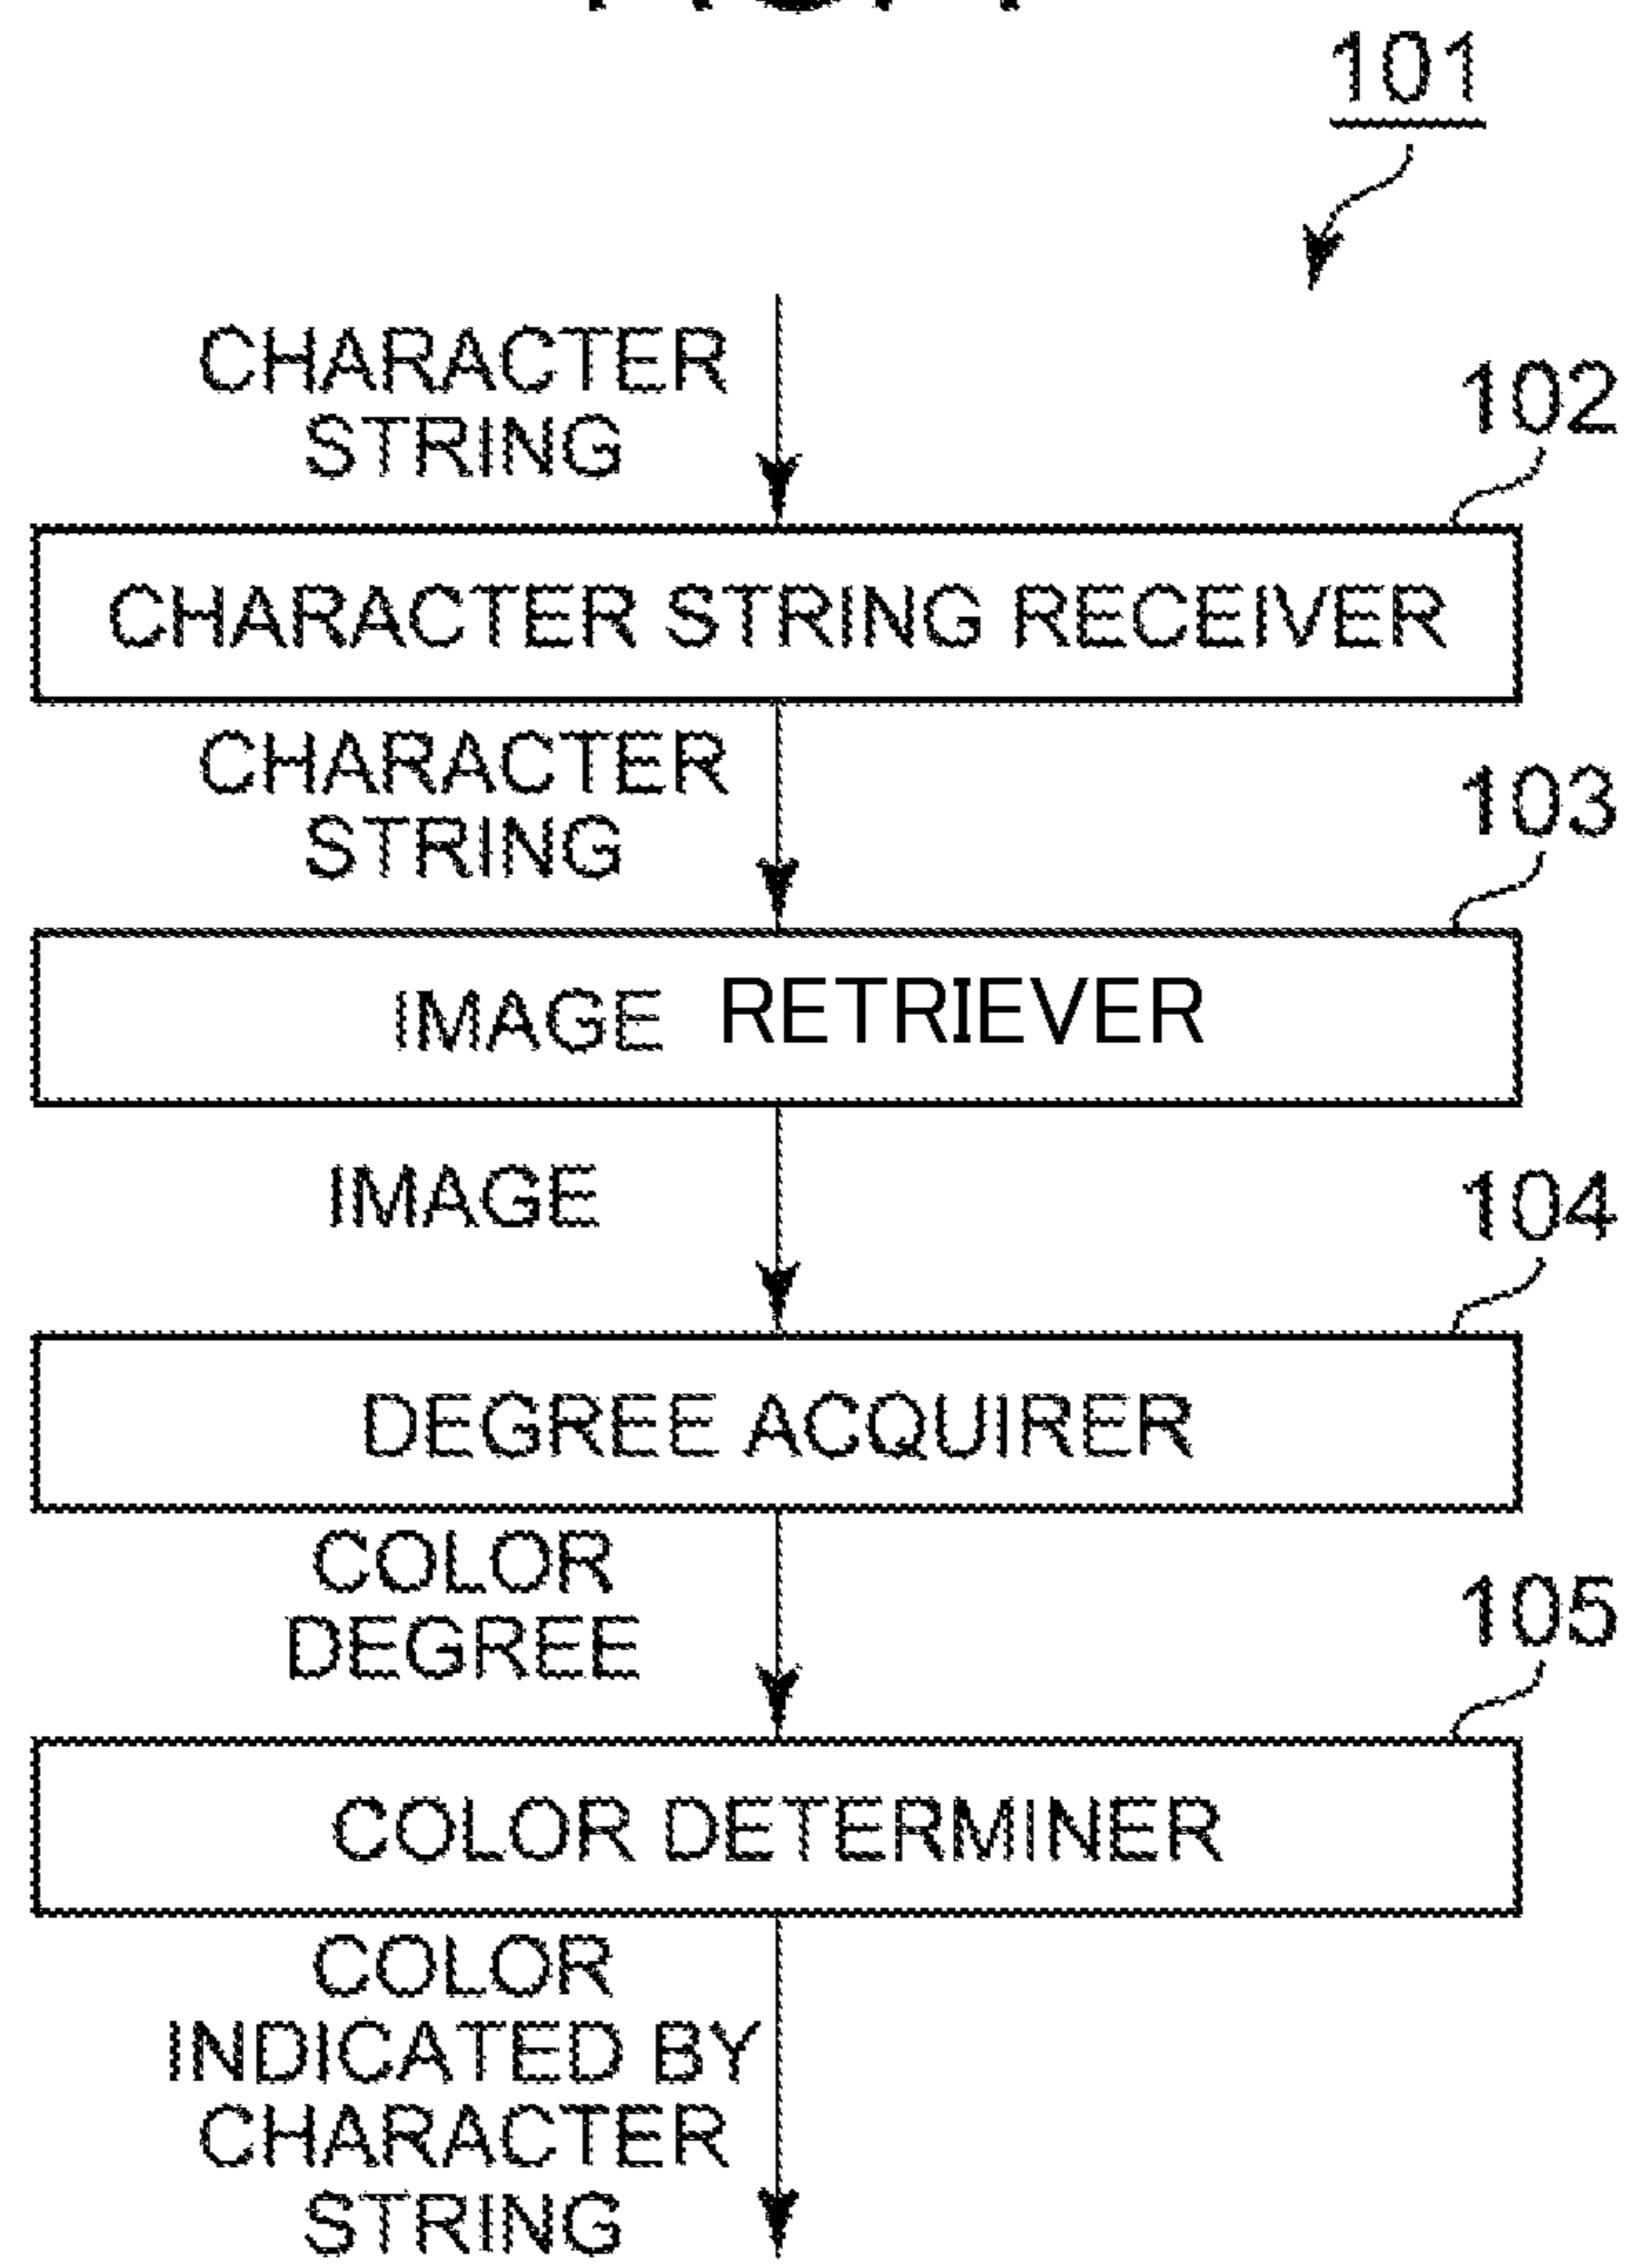 101
CHARACTER
STRING
102
CHARACTER STRING RECEIVER
CHARACTER
STRING
103
IMAGE RETRIEVER
IMAGE
104
DEGREE ACQUIRER
COLOR
DEGREE
105
COLOR DETERMINER
COLOR
INDICATED BY
CHARACTER
STRING